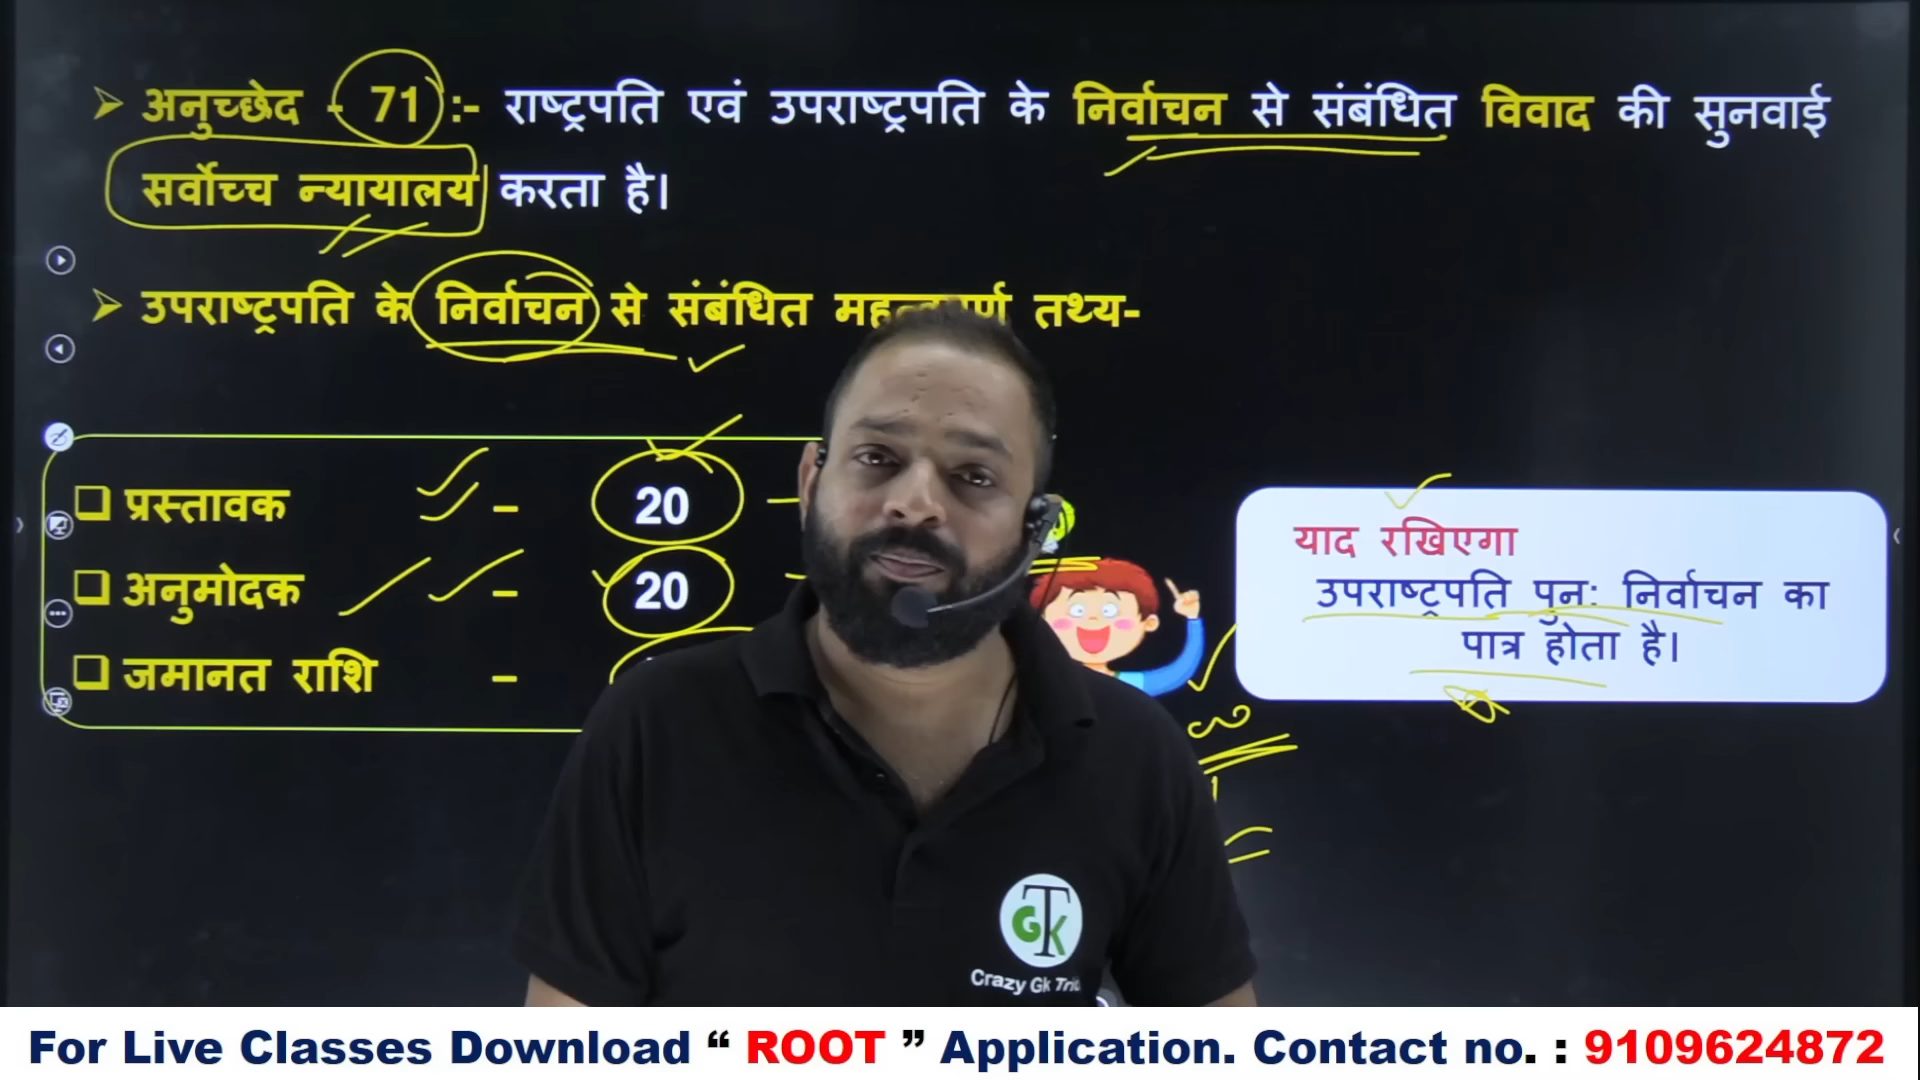 ➢ अनुच्छेद - 71 :- राष्ट्रपति एवं उपराष्ट्रपति के निर्वाचन से संबंधित विवाद की सुनवाई
सर्वोच्च न्यायालय करता है।
➢ उपराष्ट्रपति के निर्वाचन से संबंधित तथ्य-
❑ प्रस्तावक - 20 -
❑ अनुमोदक - 20 -
❑ जमानत राशि -
याद रखिएगा
उपराष्ट्रपति पुनः निर्वाचन का
पात्र होता है।
GTK
Crazy Gk
For Live Classes Download “ ROOT ” Application. Contact no. : 9109624872